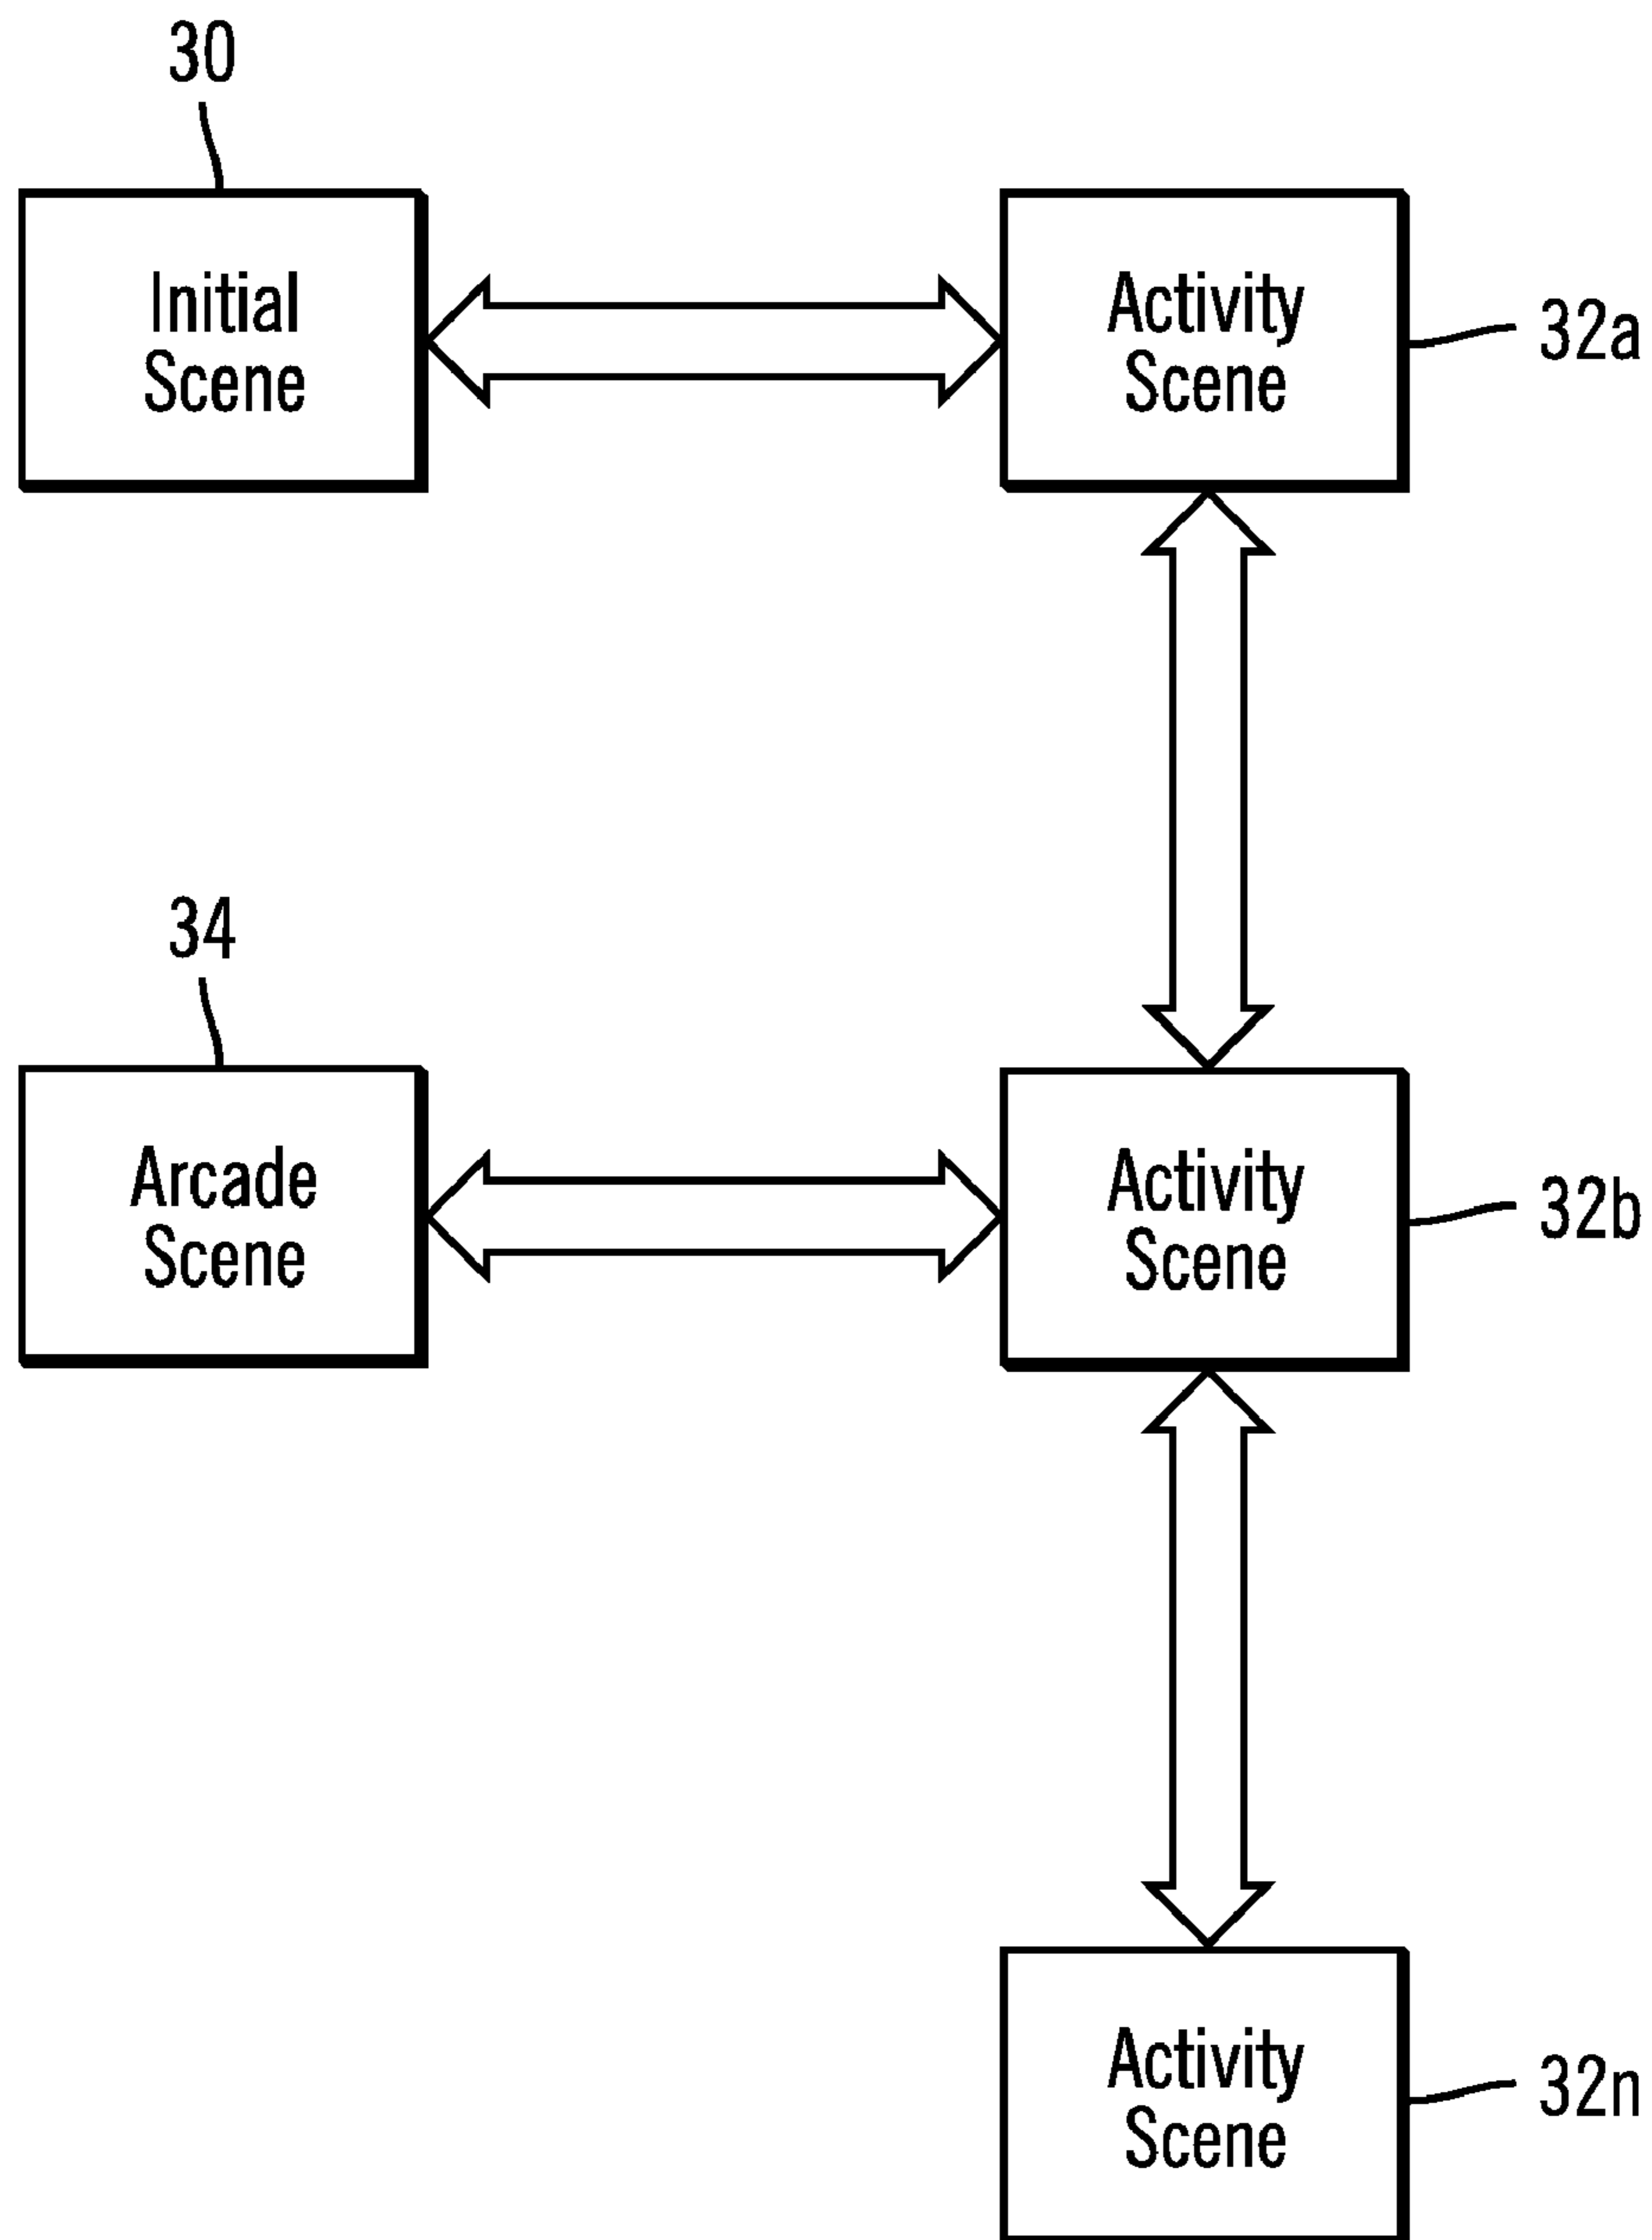 30
Initial
Scene
Activity
Scene
32a
34
Arcade
Scene
Activity
Scene
32b
Activity
Scene
32n